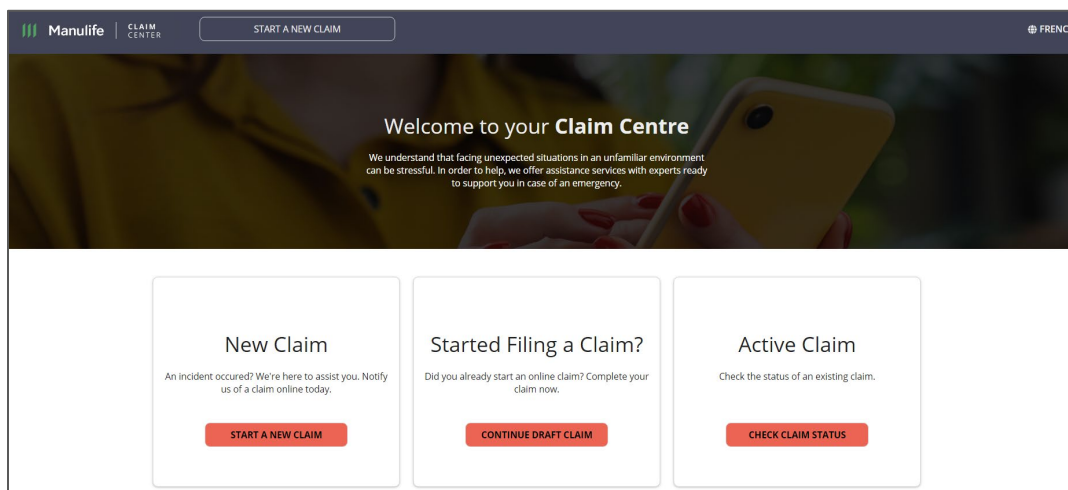 Manulife
CLAIM
CENTER
START A NEW CLAIM
FRENC
Welcome to your Claim Centre
We understand that facing unexpected situations in an unfamiliar environment
can be stressful. In order to help, we offer assistance services with experts ready
to support you in case of an emergency.
New Claim
An incident occured? We're here to assist you. Notify
us of a claim online today.
START A NEW CLAIM
Started Filing a Claim?
Did you already start an online claim? Complete your
claim now.
CONTINUE DRAFT CLAIM
Active Claim
Check the status of an existing claim.
CHECK CLAIM STATUS